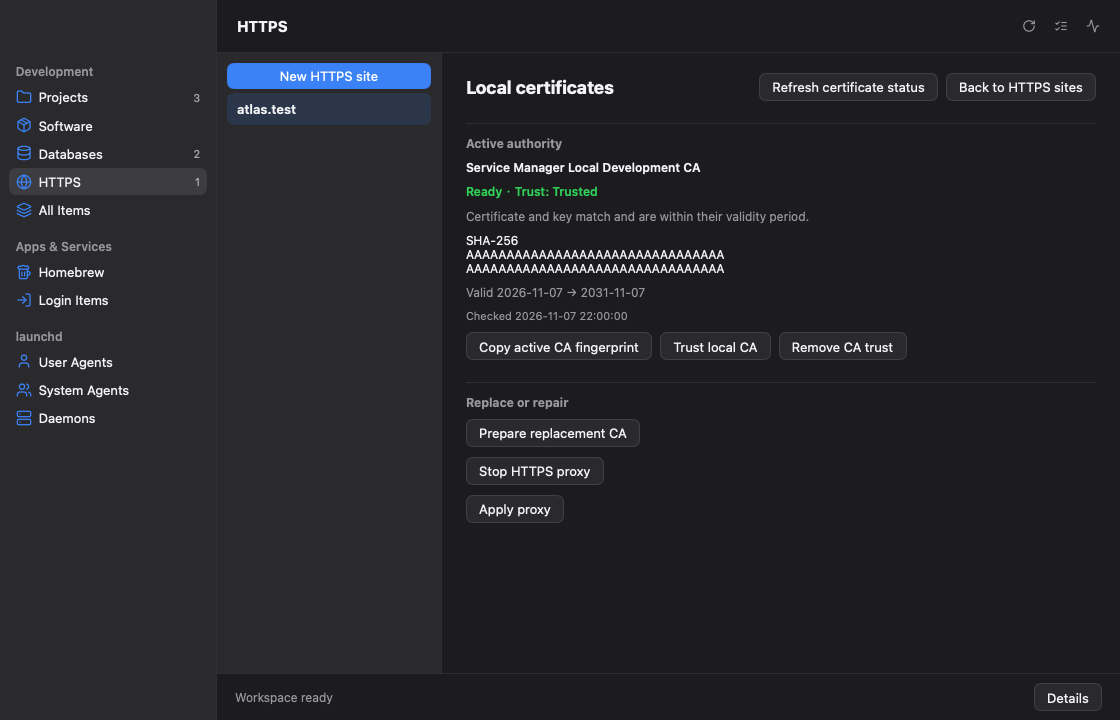 HTTPS
Development
Projects 3
Software
Databases 2
HTTPS 1
All Items
Apps & Services
Homebrew
Login Items
launchd
User Agents
System Agents
Daemons
New HTTPS site
atlas.test
Local certificates
Refresh certificate status
Back to HTTPS sites
Active authority
Service Manager Local Development CA
Ready · Trust: Trusted
Certificate and key match and are within their validity period.
SHA-256
AAAAAAAAAAAAAAAAAAAAAAAAAAAAAAAA
AAAAAAAAAAAAAAAAAAAAAAAAAAAAAAAA
Valid 2026-11-07 → 2031-11-07
Checked 2026-11-07 22:00:00
Copy active CA fingerprint
Trust local CA
Remove CA trust
Replace or repair
Prepare replacement CA
Stop HTTPS proxy
Apply proxy
Workspace ready
Details